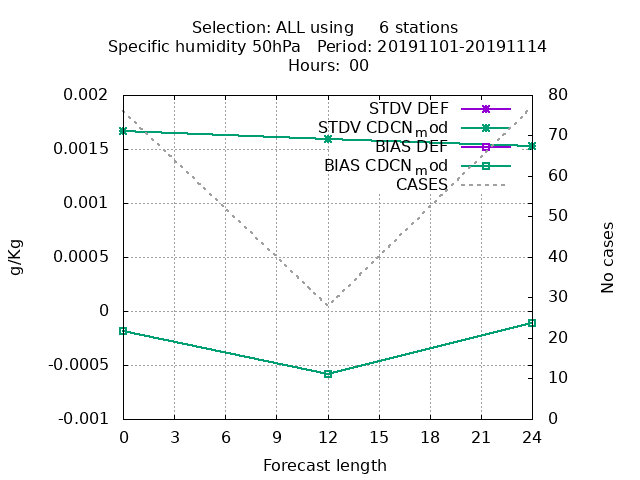 Selection: ALL using     6 stations
Specific humidity 50hPa   Period: 20191101-20191114
Hours: 00
STDV DEF
STDV CDCNmod
BIAS DEF
BIAS CDCNmod
CASES
0.002
0.0015
0.001
0.0005
0
-0.0005
-0.001
g/Kg
80
70
60
50
40
30
20
10
0
No cases
0 3 6 9 12 15 18 21 24
Forecast length